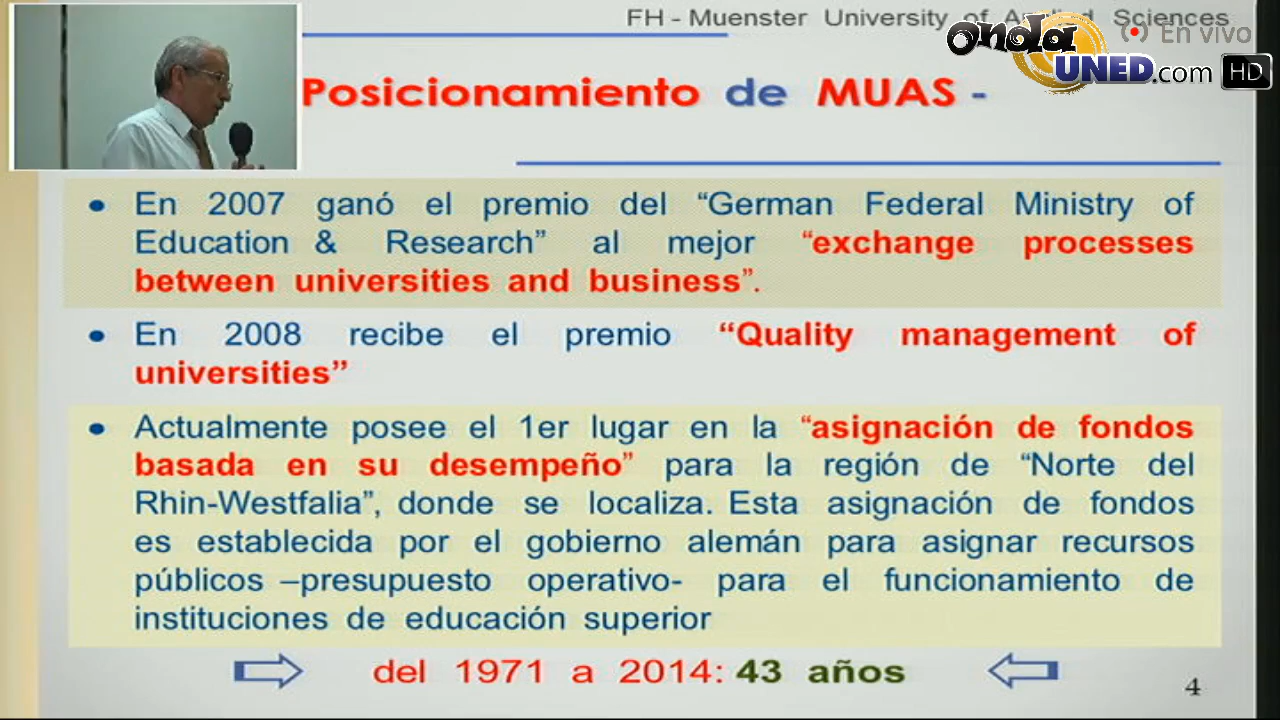 FH - Muenster University of Applied Sciences
onda UNED.com
En vivo
HD
Posicionamiento de MUAS -
• En 2007 ganó el premio del “German Federal Ministry of
Education & Research” al mejor “exchange processes
between universities and business”.
• En 2008 recibe el premio “Quality management of
universities”
• Actualmente posee el 1er lugar en la “asignación de fondos
basada en su desempeño” para la región de “Norte del
Rhin-Westfalia”, donde se localiza. Esta asignación de fondos
es establecida por el gobierno alemán para asignar recursos
públicos –presupuesto operativo- para el funcionamiento de
instituciones de educación superior
del 1971 a 2014: 43 años
4